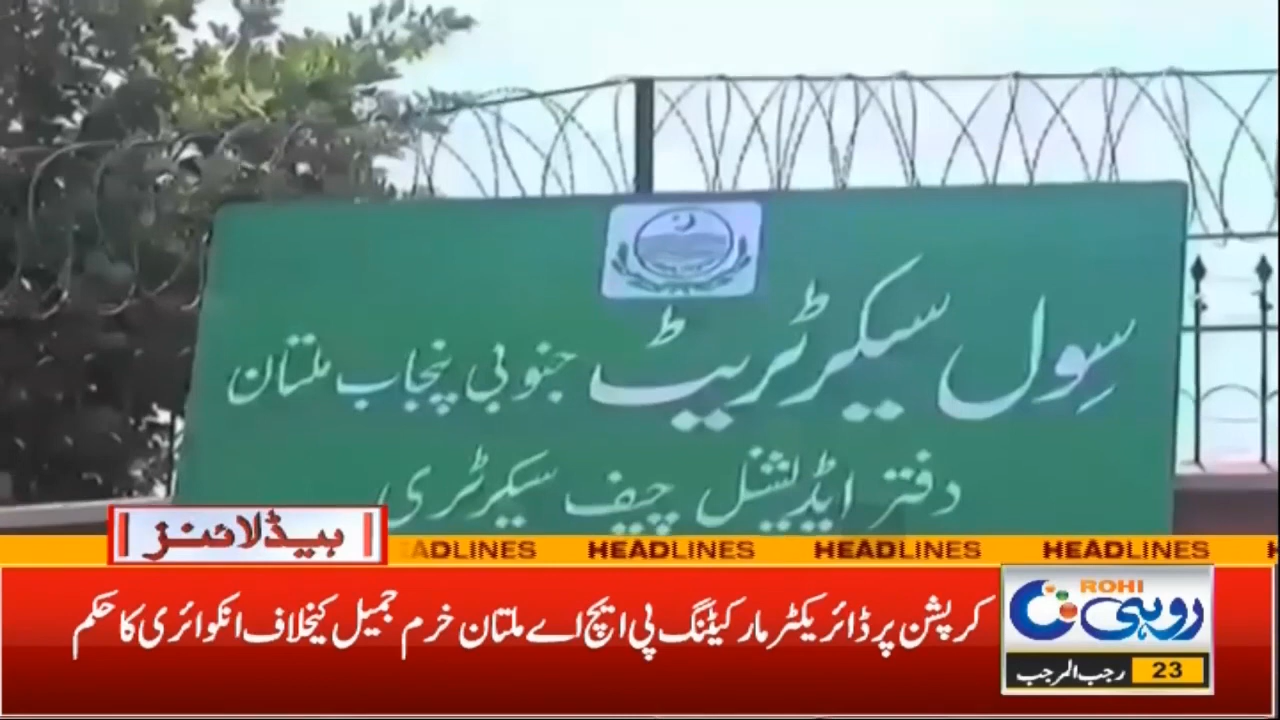 سِول سیکرٹریٹ جنوبی پنجاب ملتان
دفتر ایڈیشنل چیف سیکرٹری
ہیڈلائنز
HEADLINES HEADLINES HEADLINES HEADLINES
کرپشن پر ڈائریکٹر مارکیٹنگ پی ایچ اے ملتان خرم جمیل کیخلاف انکوائری کا حکم
ROHI
روہی
23 رجب المرجب